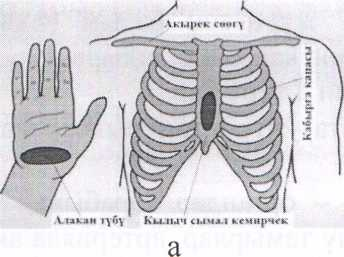 Акырек сөөгү
Кабырга капасы
Алакан түбү
Кылыч сымал кемирчек
а